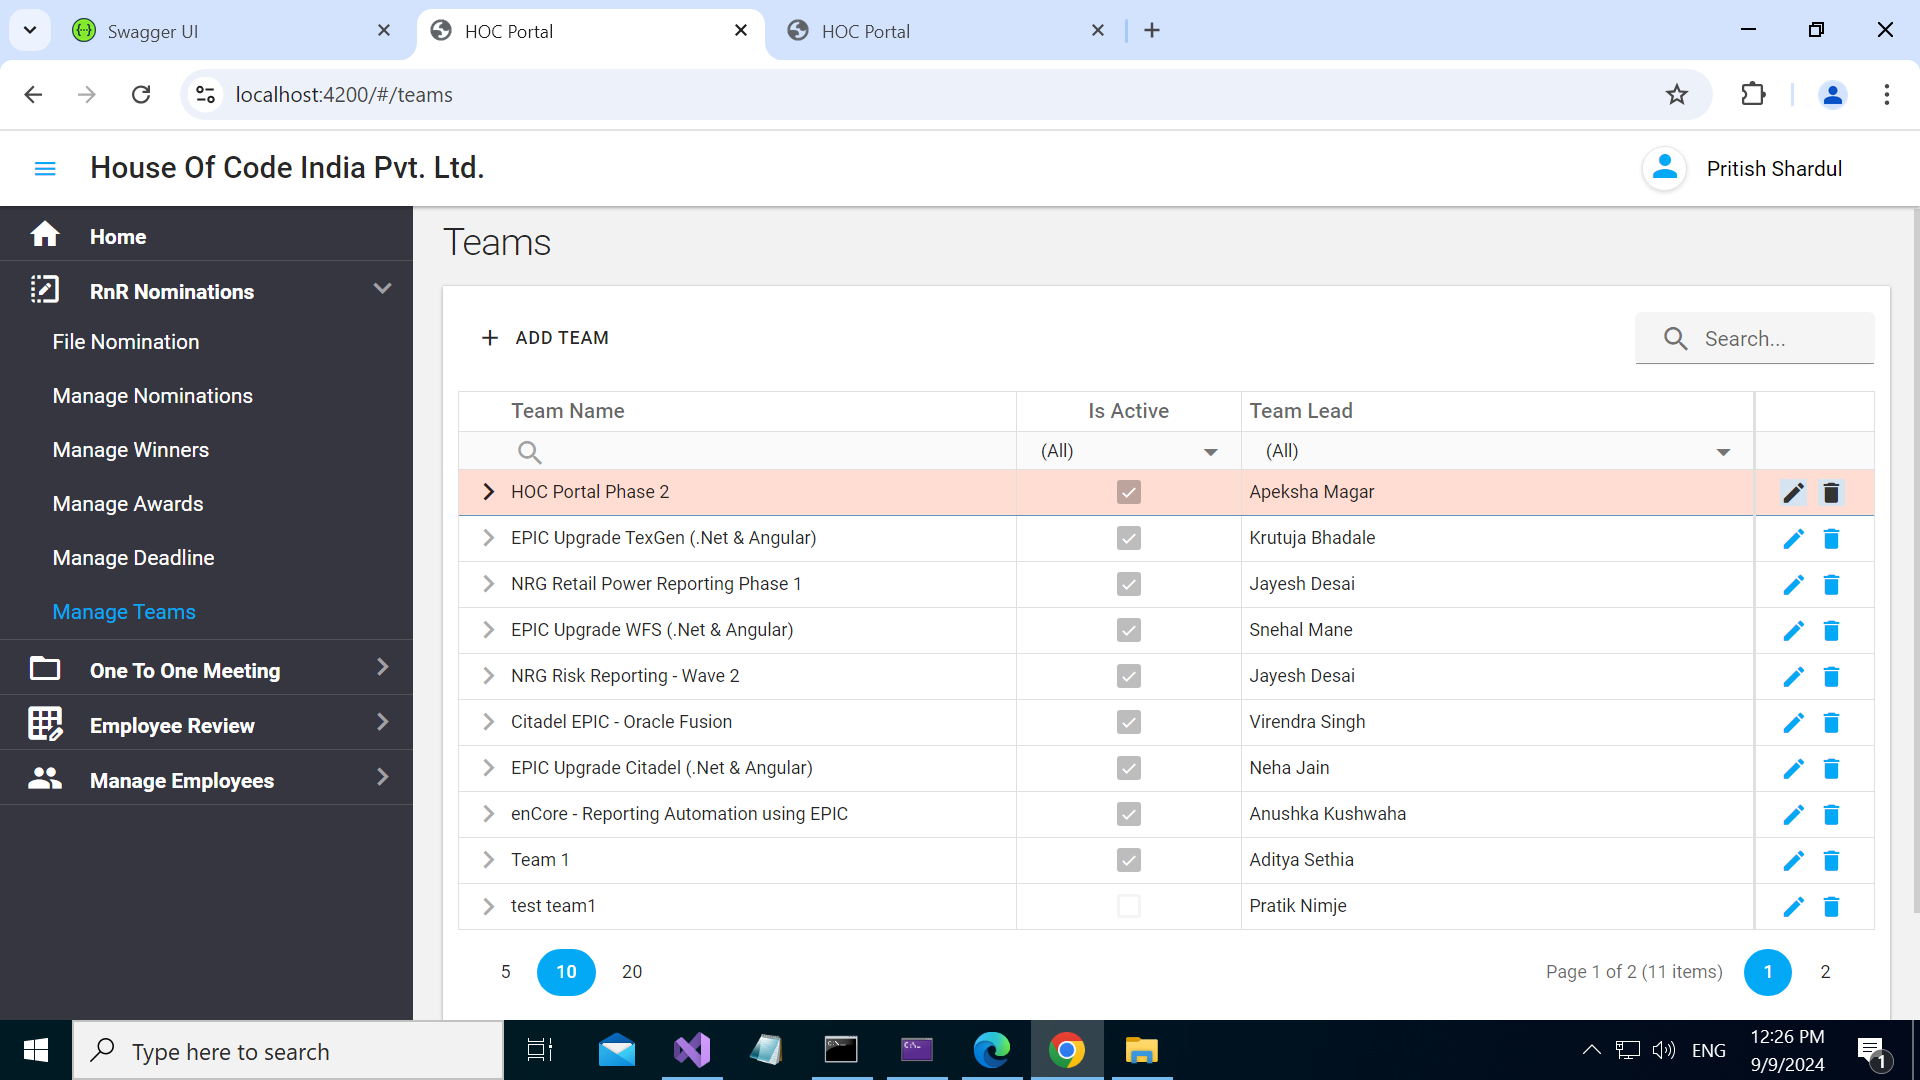 Swagger UI
HOC Portal
HOC Portal
localhost:4200/#/teams
House Of Code India Pvt. Ltd.
Pritish Shardul
Home
RnR Nominations
File Nomination
Manage Nominations
Manage Winners
Manage Awards
Manage Deadline
Manage Teams
One To One Meeting
Employee Review
Manage Employees
Teams
ADD TEAM
Search...
Team Name Is Active Team Lead
(All) (All)
HOC Portal Phase 2 Apeksha Magar
EPIC Upgrade TexGen (.Net & Angular) Krutuja Bhadale
NRG Retail Power Reporting Phase 1 Jayesh Desai
EPIC Upgrade WFS (.Net & Angular) Snehal Mane
NRG Risk Reporting - Wave 2 Jayesh Desai
Citadel EPIC - Oracle Fusion Virendra Singh
EPIC Upgrade Citadel (.Net & Angular) Neha Jain
enCore - Reporting Automation using EPIC Anushka Kushwaha
Team 1 Aditya Sethia
test team1 Pratik Nimje
5 10 20 Page 1 of 2 (11 items) 1 2
Type here to search
ENG
12:26 PM
9/9/2024
1